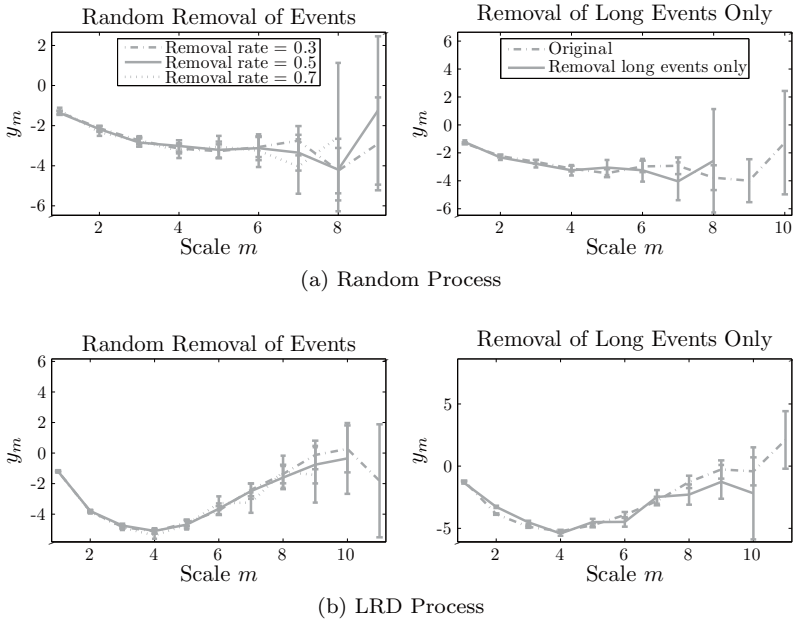 Random Removal of Events
Removal rate = 0.3
Removal rate = 0.5
Removal rate = 0.7
2
0
-2
-4
-6
y_m
2 4 6 8
Scale m
Removal of Long Events Only
Original
Removal long events only
6
4
2
0
-2
-4
-6
y_m
2 4 6 8 10
Scale m
(a) Random Process
Random Removal of Events
6
4
2
0
-2
-4
y_m
2 4 6 8 10
Scale m
Removal of Long Events Only
5
0
-5
y_m
2 4 6 8 10
Scale m
(b) LRD Process